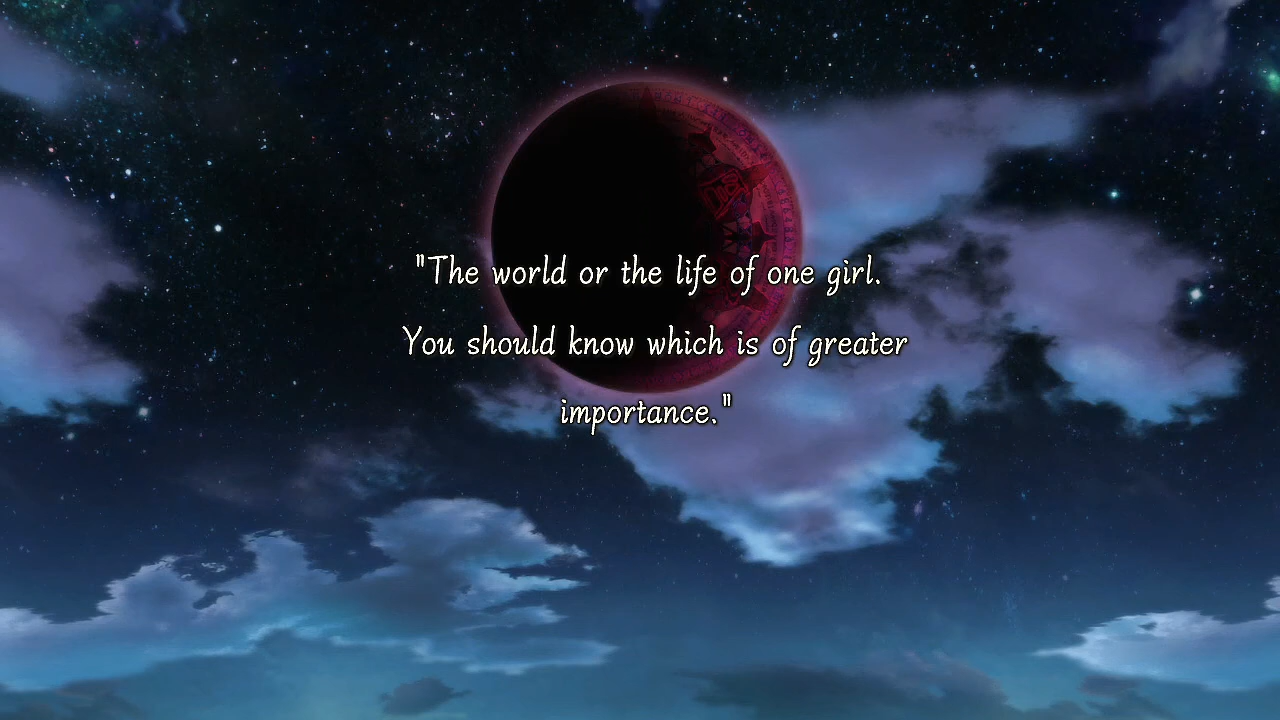 "The world or the life of one girl.
You should know which is of greater
importance."